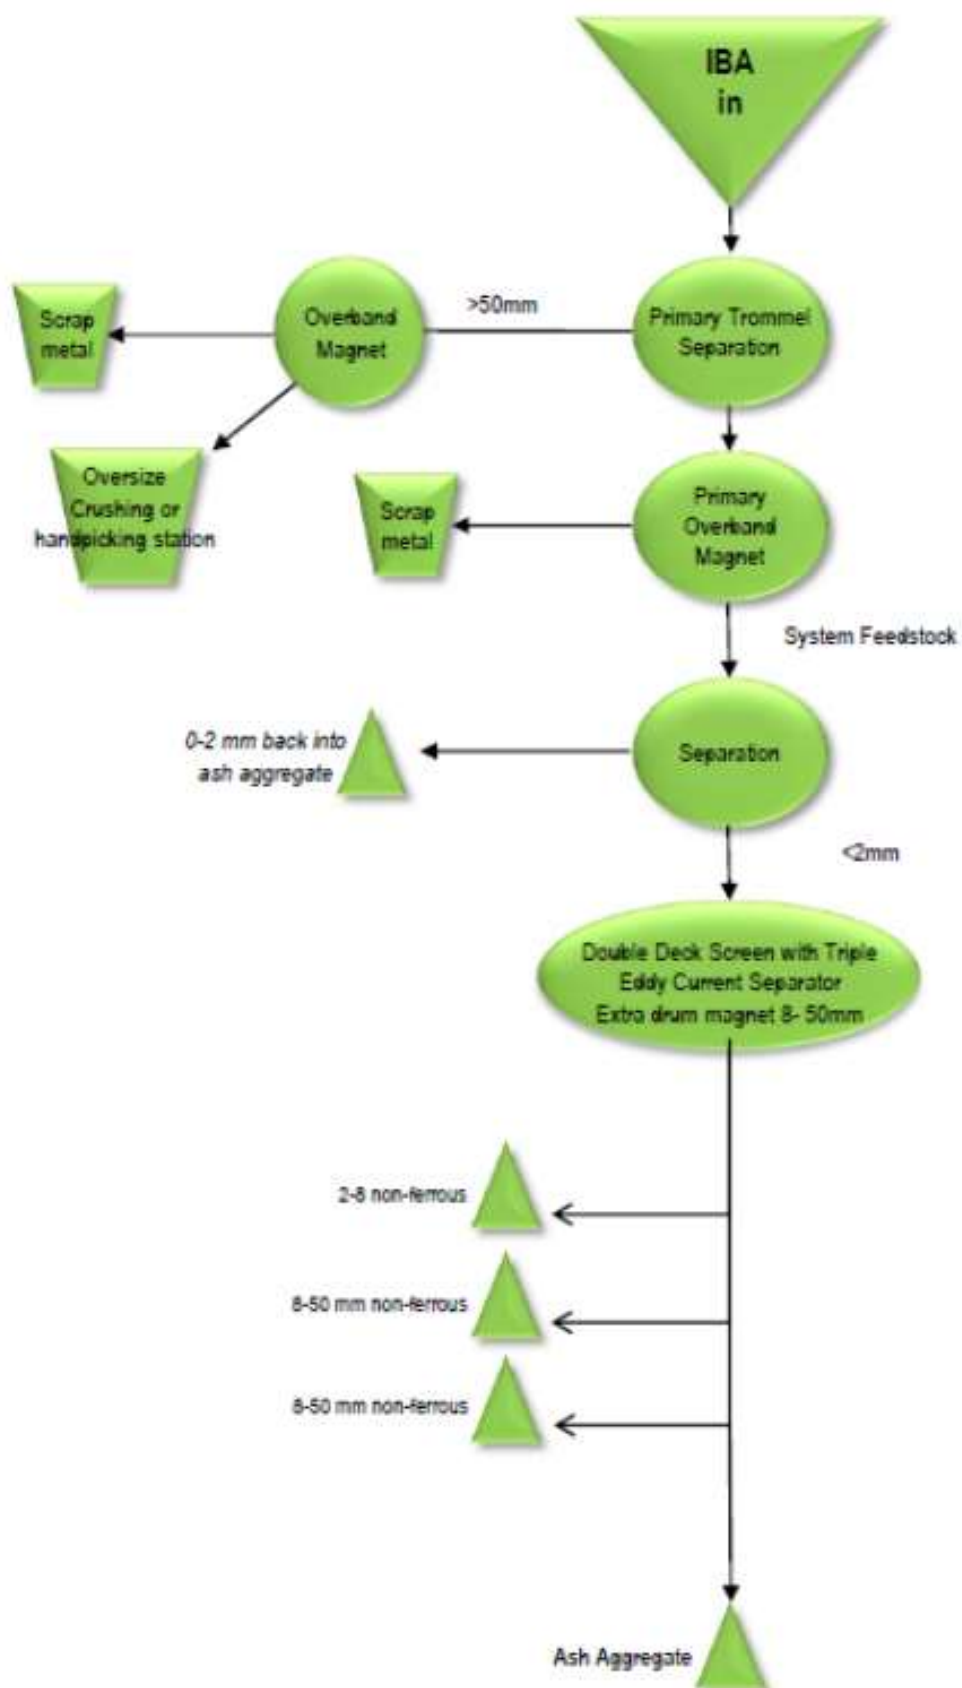 IBA
in
>50mm
Primary Trommel
Separation
Overband
Magnet
Scrap
metal
Oversize
Crushing or
handpicking station
Scrap
metal
Primary
Overband
Magnet
System Feedstock
0-2 mm back into
ash aggregate
Separation
<2mm
Double Deck Screen with Triple
Eddy Current Separator
Extra drum magnet 8- 50mm
2-8 non-ferrous
8-50 mm non-ferrous
8-50 mm non-ferrous
Ash Aggregate